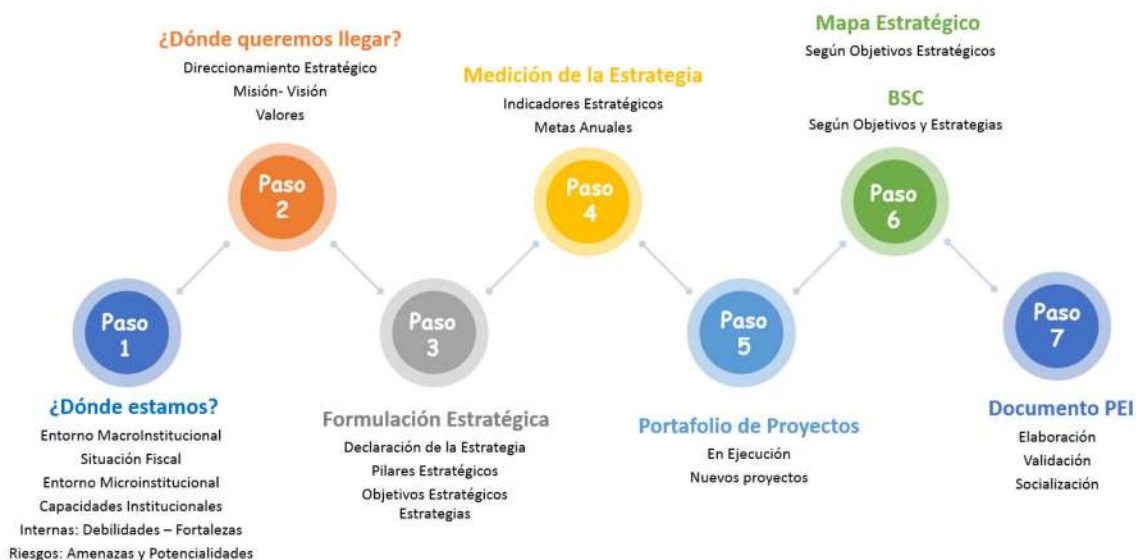 Paso
1
¿Dónde estamos?
Entorno MacroInstitucional
Situación Fiscal
Entorno Microinstitucional
Capacidades Institucionales
Internas: Debilidades – Fortalezas
Riesgos: Amenazas y Potencialidades
¿Dónde queremos llegar?
Direccionamiento Estratégico
Misión- Visión
Valores
Paso
2
Paso
3
Formulación Estratégica
Declaración de la Estrategia
Pilares Estratégicos
Objetivos Estratégicos
Estrategias
Medición de la Estrategia
Indicadores Estratégicos
Metas Anuales
Paso
4
Paso
5
Portafolio de Proyectos
En Ejecución
Nuevos proyectos
Mapa Estratégico
Según Objetivos Estratégicos
BSC
Según Objetivos y Estrategias
Paso
6
Paso
7
Documento PEI
Elaboración
Validación
Socialización